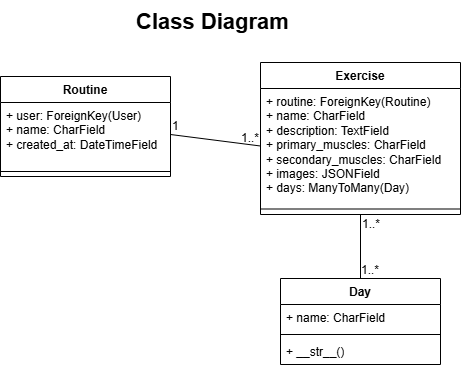 Class Diagram
Routine
+ user: ForeignKey(User)
+ name: CharField
+ created_at: DateTimeField
1
1..*
Exercise
+ routine: ForeignKey(Routine)
+ name: CharField
+ description: TextField
+ primary_muscles: CharField
+ secondary_muscles: CharField
+ images: JSONField
+ days: ManyToMany(Day)
1..*
1..*
Day
+ name: CharField
+ __str__()